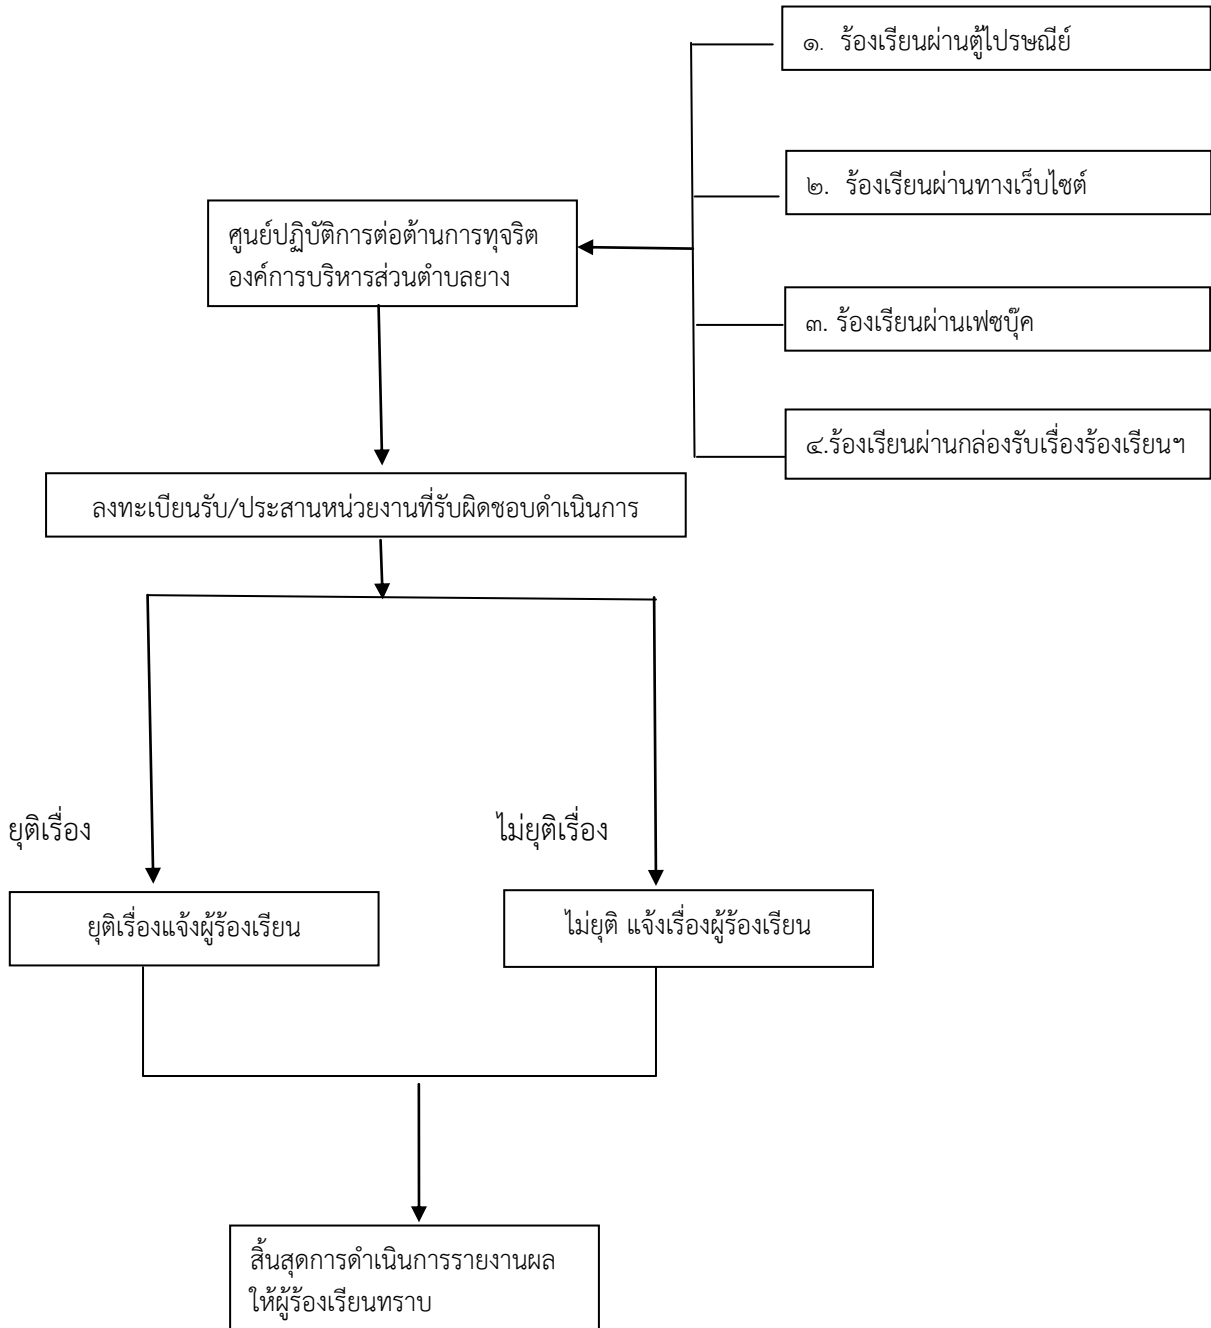 ๑. ร้องเรียนผ่านตู้ไปรษณีย์
๒. ร้องเรียนผ่านทางเว็บไซต์
ศูนย์ปฏิบัติการต่อต้านการทุจริต
องค์การบริหารส่วนตำบลยาง
๓. ร้องเรียนผ่านเฟซบุ๊ค
๔.ร้องเรียนผ่านกล่องรับเรื่องร้องเรียนฯ
ลงทะเบียนรับ/ประสานหน่วยงานที่รับผิดชอบดำเนินการ
ยุติเรื่อง
ไม่ยุติเรื่อง
ยุติเรื่องแจ้งผู้ร้องเรียน
ไม่ยุติ แจ้งเรื่องผู้ร้องเรียน
สิ้นสุดการดำเนินการรายงานผล
ให้ผู้ร้องเรียนทราบ